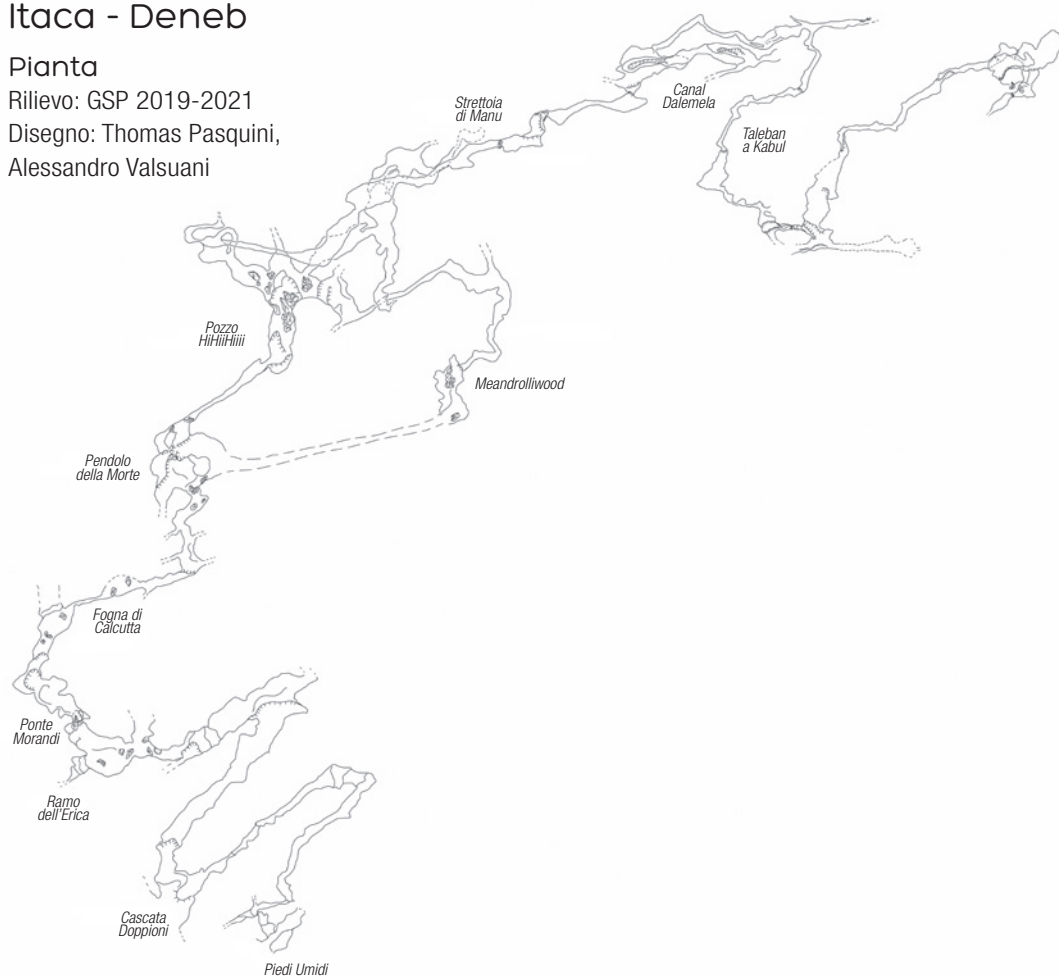 Itaca - Deneb
Pianta
Rilievo: GSP 2019-2021
Disegno: Thomas Pasquini,
Alessandro Valsuani
Strettoia
di Manu
Canal
Dalemela
Taleban
a Kabul
Pozzo
HiHiiHiiii
Meandrolliwood
Pendolo
della Morte
Fogna di
Calcutta
Ponte
Morandi
Ramo
dell'Erica
Cascata
Doppioni
Piedi Umidi